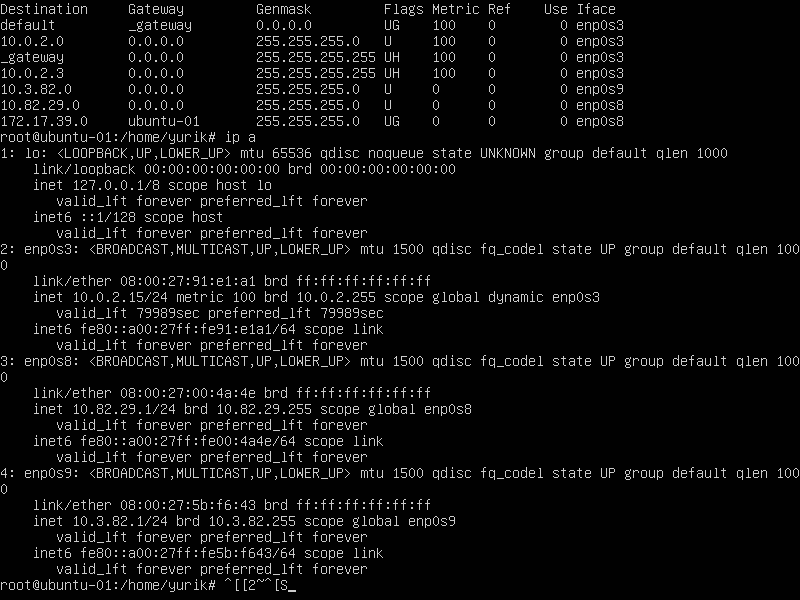 Destination     Gateway         Genmask         Flags Metric Ref    Use Iface
default         _gateway        0.0.0.0         UG    100    0        0 enp0s3
10.0.2.0        0.0.0.0         255.255.255.0   U     100    0        0 enp0s3
_gateway        0.0.0.0         255.255.255.255 UH    100    0        0 enp0s3
10.0.2.3        0.0.0.0         255.255.255.255 UH    100    0        0 enp0s3
10.3.82.0       0.0.0.0         255.255.255.0   U     0      0        0 enp0s9
10.82.29.0      0.0.0.0         255.255.255.0   U     0      0        0 enp0s8
172.17.39.0     ubuntu-01       255.255.255.0   UG    0      0        0 enp0s8
root@ubuntu-01:/home/yurik# ip a
1: lo: <LOOPBACK,UP,LOWER_UP> mtu 65536 qdisc noqueue state UNKNOWN group default qlen 1000
    link/loopback 00:00:00:00:00:00 brd 00:00:00:00:00:00
    inet 127.0.0.1/8 scope host lo
       valid_lft forever preferred_lft forever
    inet6 ::1/128 scope host
       valid_lft forever preferred_lft forever
2: enp0s3: <BROADCAST,MULTICAST,UP,LOWER_UP> mtu 1500 qdisc fq_codel state UP group default qlen 100
0
    link/ether 08:00:27:91:e1:a1 brd ff:ff:ff:ff:ff:ff
    inet 10.0.2.15/24 metric 100 brd 10.0.2.255 scope global dynamic enp0s3
       valid_lft 79989sec preferred_lft 79989sec
    inet6 fe80::a00:27ff:fe91:e1a1/64 scope link
       valid_lft forever preferred_lft forever
3: enp0s8: <BROADCAST,MULTICAST,UP,LOWER_UP> mtu 1500 qdisc fq_codel state UP group default qlen 100
0
    link/ether 08:00:27:00:4a:4e brd ff:ff:ff:ff:ff:ff
    inet 10.82.29.1/24 brd 10.82.29.255 scope global enp0s8
       valid_lft forever preferred_lft forever
    inet6 fe80::a00:27ff:fe00:4a4e/64 scope link
       valid_lft forever preferred_lft forever
4: enp0s9: <BROADCAST,MULTICAST,UP,LOWER_UP> mtu 1500 qdisc fq_codel state UP group default qlen 100
0
    link/ether 08:00:27:5b:f6:43 brd ff:ff:ff:ff:ff:ff
    inet 10.3.82.1/24 brd 10.3.82.255 scope global enp0s9
       valid_lft forever preferred_lft forever
    inet6 fe80::a00:27ff:fe5b:f643/64 scope link
       valid_lft forever preferred_lft forever
root@ubuntu-01:/home/yurik# ^[[2~^[S_